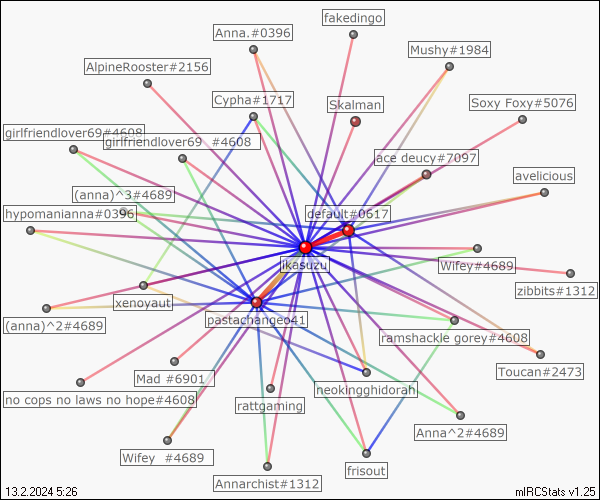 fakedingo
Anna.#0396
Mushy#1984
AlpineRooster#2156
Cypha#1717
Skalman
Soxy Foxy#5076
girlfriendlover69#4608
girlfriendlover69 #4608
ace deucy#7097
avelicious
(anna)^3#4689
hypomanianna#0396
default#0617
ikasuzu
Wifey#4689
zibbits#1312
xenoyaut
pastachangeo41
(anna)^2#4689
ramshackle gorey#4608
Toucan#2473
Mad #6901
neokingghidorah
no cops no laws no hope#4608
rattgaming
Anna^2#4689
Wifey #4689
frisout
Annarchist#1312
13.2.2024 5:26
mIRCStats v1.25